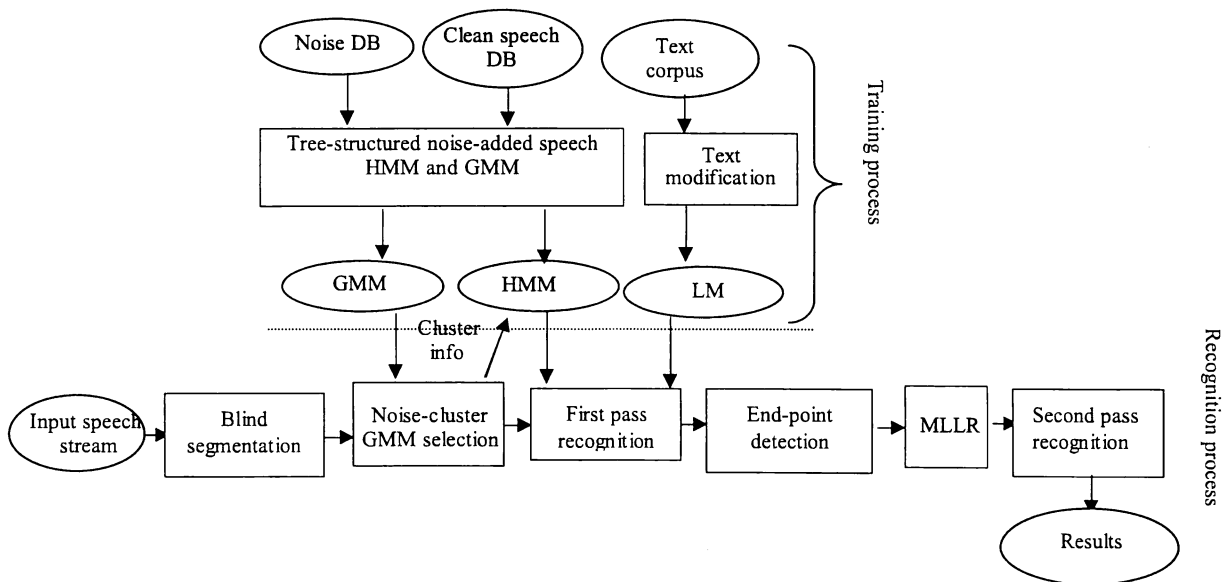 Noise DB
Clean speech
DB
Text
corpus
Tree-structured noise-added speech
HMM and GMM
Text
modification
Training process
GMM
HMM
LM
Cluster
info
Input speech
stream
Blind
segmentation
Noise-cluster
GMM selection
First pass
recognition
End-point
detection
MLLR
Second pass
recognition
Recognition process
Results